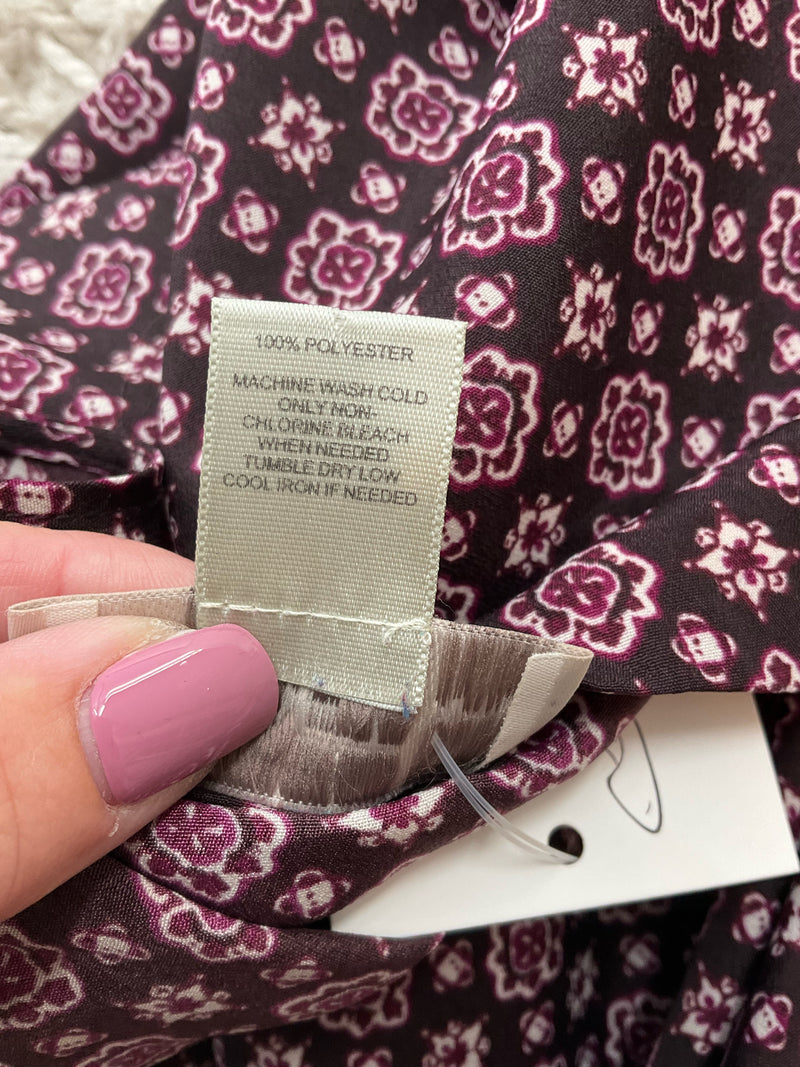 100% POLYESTER
MACHINE WASH COLD
ONLY NON-
CHLORINE BLEACH
WHEN NEEDED
TUMBLE DRY LOW
COOL IRON IF NEEDED